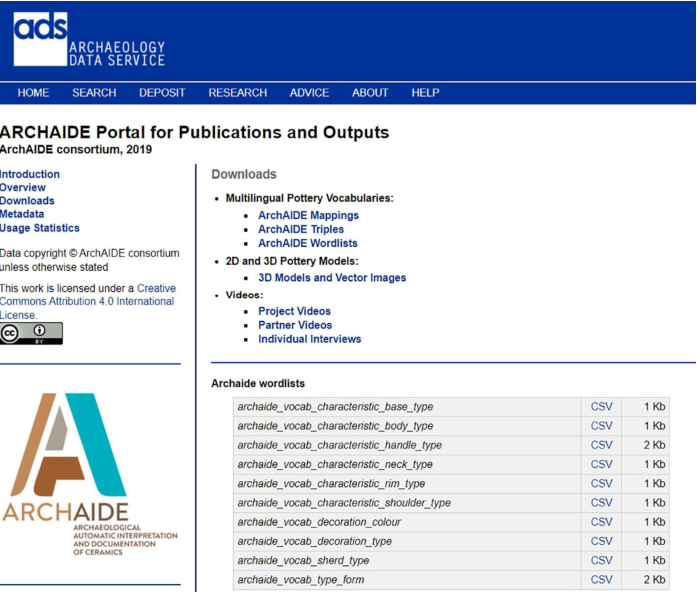 ads
ARCHAEOLOGY
DATA SERVICE
HOME SEARCH DEPOSIT RESEARCH ADVICE ABOUT HELP
ARCHAIDE Portal for Publications and Outputs
ArchAIDE consortium, 2019
Introduction
Overview
Downloads
Metadata
Usage Statistics
Data copyright © ArchAIDE consortium
unless otherwise stated
This work is licensed under a Creative
Commons Attribution 4.0 International
License.
cc BY
ARCHAIDE
ARCHAEOLOGICAL
AUTOMATIC INTERPRETATION
AND DOCUMENTATION
OF CERAMICS
Downloads
• Multilingual Pottery Vocabularies:
▪ ArchAIDE Mappings
▪ ArchAIDE Triples
▪ ArchAIDE Wordlists
• 2D and 3D Pottery Models:
▪ 3D Models and Vector Images
• Videos:
▪ Project Videos
▪ Partner Videos
▪ Individual Interviews
Archaide wordlists
archaide_vocab_characteristic_base_type CSV 1 Kb
archaide_vocab_characteristic_body_type CSV 1 Kb
archaide_vocab_characteristic_handle_type CSV 2 Kb
archaide_vocab_characteristic_neck_type CSV 1 Kb
archaide_vocab_characteristic_rim_type CSV 1 Kb
archaide_vocab_characteristic_shoulder_type CSV 1 Kb
archaide_vocab_decoration_colour CSV 1 Kb
archaide_vocab_decoration_type CSV 1 Kb
archaide_vocab_sherd_type CSV 1 Kb
archaide_vocab_type_form CSV 2 Kb